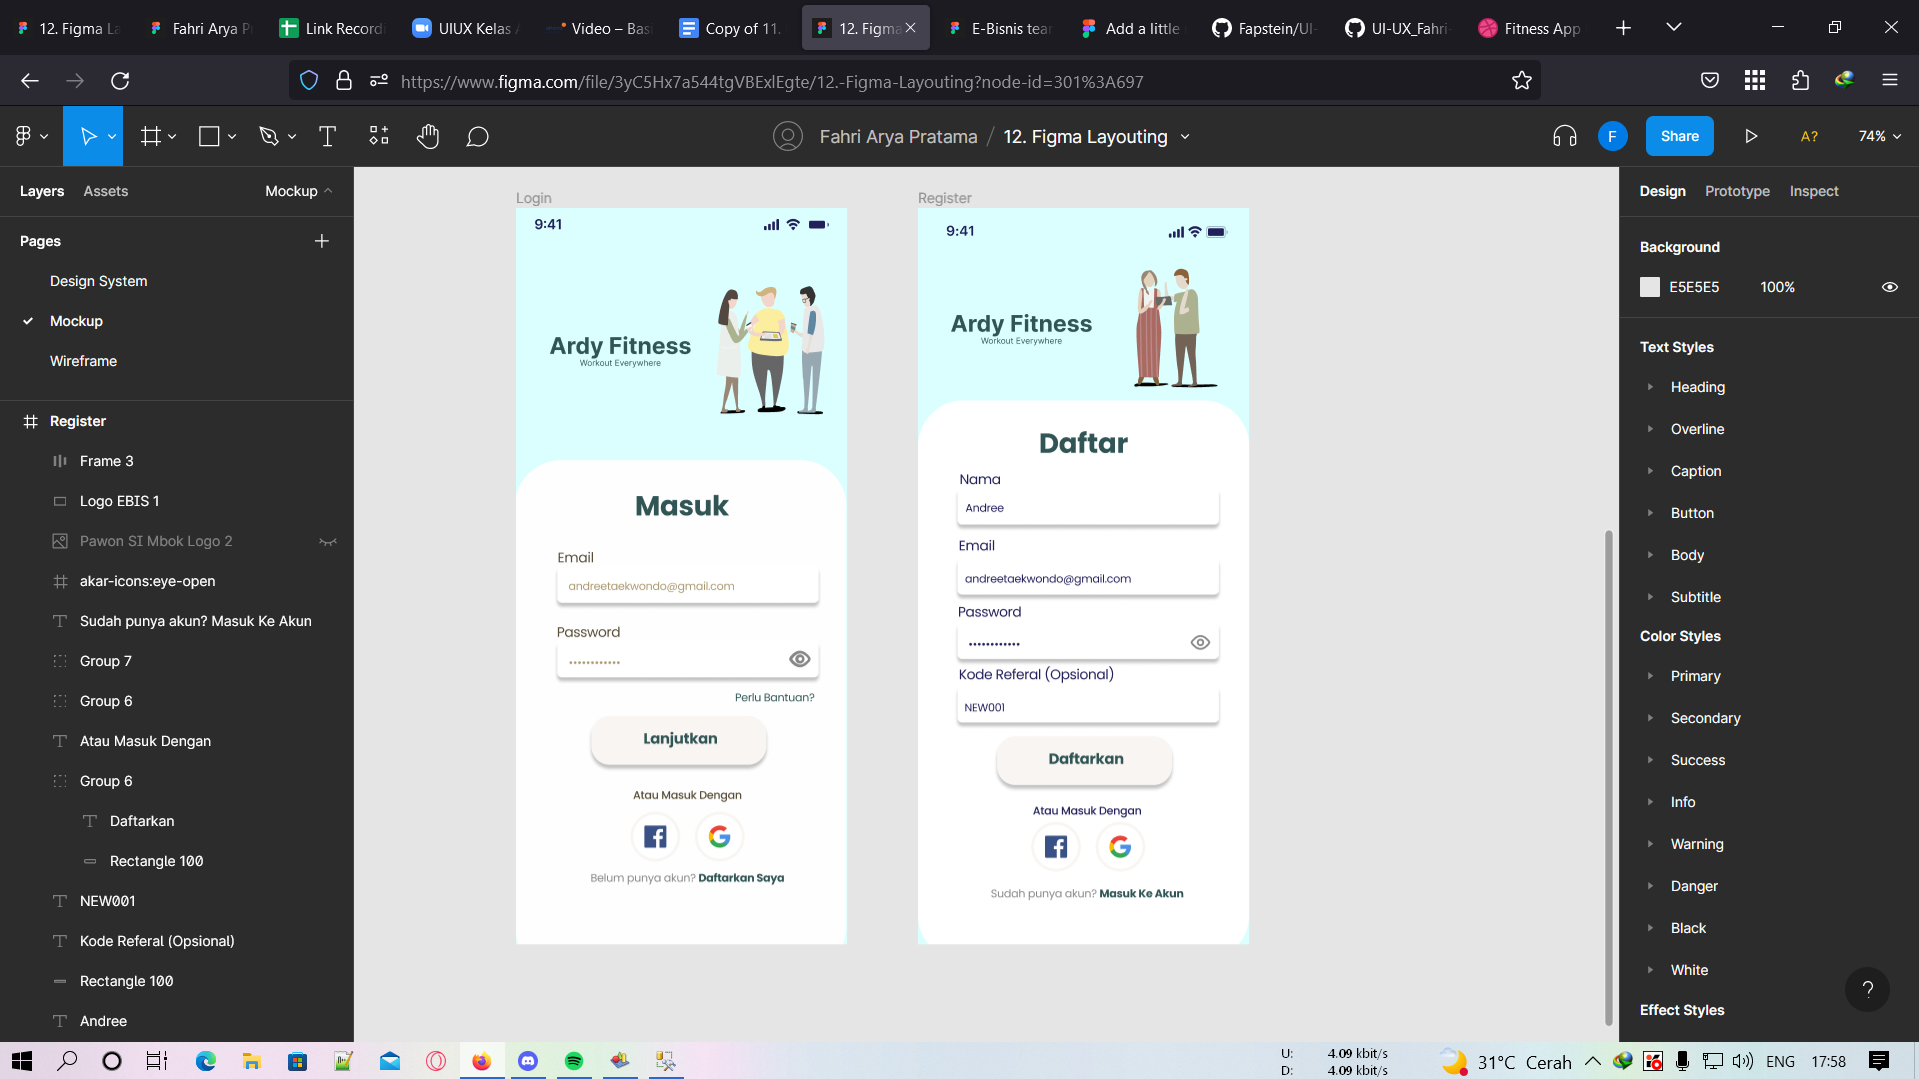 12. Figma La
Fahri Arya P
Link Recordi
UIUX Kelas A
Video – Basi
Copy of 11.
12. Figma
E-Bisnis tear
Add a little
Fapstein/UI-
UI-UX_Fahri-
Fitness App
https://www.figma.com/file/3yC5Hx7a544tgVBExlEgte/12.-Figma-Layouting?node-id=301%3A697
Fahri Arya Pratama / 12. Figma Layouting
F
Share
A?
74%
Layers
Assets
Mockup
Pages
Design System
Mockup
Wireframe
Register
Frame 3
Logo EBIS 1
Pawon SI Mbok Logo 2
akar-icons:eye-open
Sudah punya akun? Masuk Ke Akun
Group 7
Group 6
Atau Masuk Dengan
Group 6
Daftarkan
Rectangle 100
NEW001
Kode Referal (Opsional)
Rectangle 100
Andree
Login
9:41
Ardy Fitness
Workout Everywhere
Masuk
Email
andreetaekwondo@gmail.com
Password
••••••••••••
Perlu Bantuan?
Lanjutkan
Atau Masuk Dengan
Belum punya akun? Daftarkan Saya
Register
9:41
Ardy Fitness
Workout Everywhere
Daftar
Nama
Andree
Email
andreetaekwondo@gmail.com
Password
••••••••••••
Kode Referal (Opsional)
NEW001
Daftarkan
Atau Masuk Dengan
Sudah punya akun? Masuk Ke Akun
Design
Prototype
Inspect
Background
E5E5E5
100%
Text Styles
Heading
Overline
Caption
Button
Body
Subtitle
Color Styles
Primary
Secondary
Success
Info
Warning
Danger
Black
White
Effect Styles
?
U: 4.09 kbit/s
D: 4.09 kbit/s
31°C Cerah
ENG
17:58